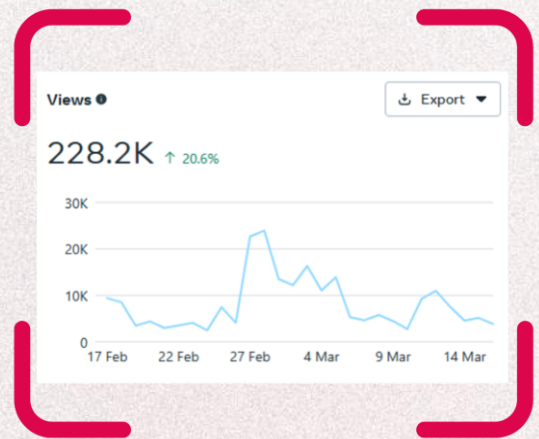 Views
Export
228.2K ↑ 20.6%
30K
20K
10K
0
17 Feb 22 Feb 27 Feb 4 Mar 9 Mar 14 Mar